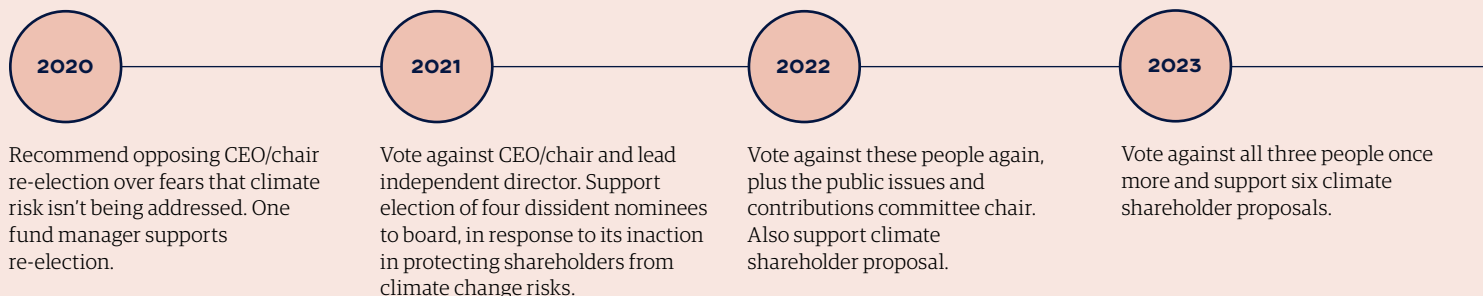 2020
Recommend opposing CEO/chair
re-election over fears that climate
risk isn't being addressed. One
fund manager supports
re-election.
2021
Vote against CEO/chair and lead
independent director. Support
election of four dissident nominees
to board, in response to its inaction
in protecting shareholders from
climate change risks.
2022
Vote against these people again,
plus the public issues and
contributions committee chair.
Also support climate
shareholder proposal.
2023
Vote against all three people once
more and support six climate
shareholder proposals.